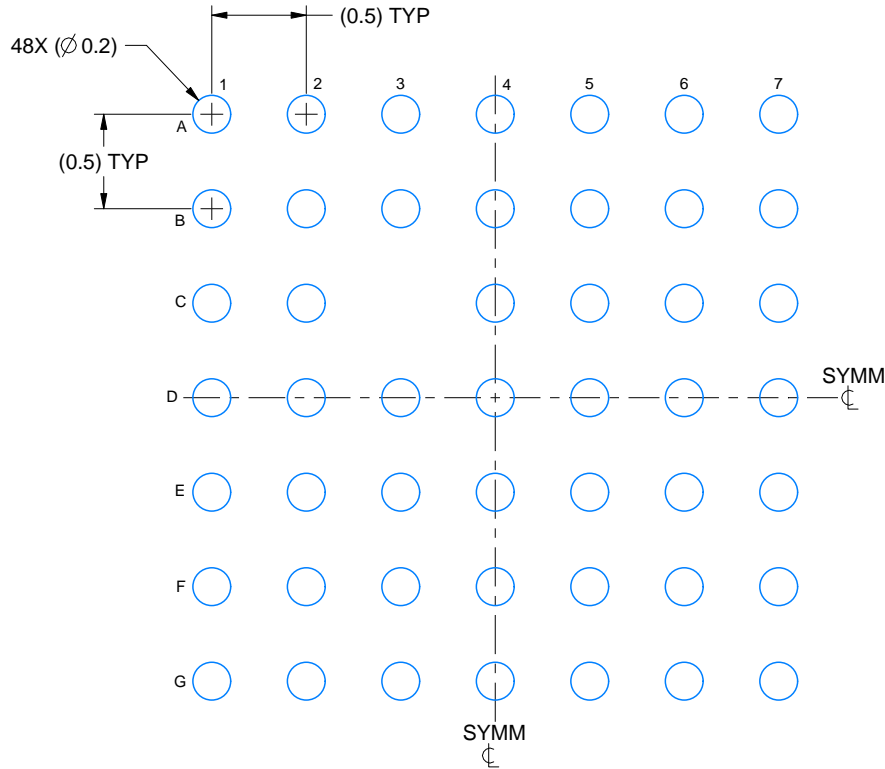 (0.5) TYP
48X (∅ 0.2)
1 2 3 4 5 6 7
A
(0.5) TYP
B
C
D
SYMM
℄
E
F
G
SYMM
℄